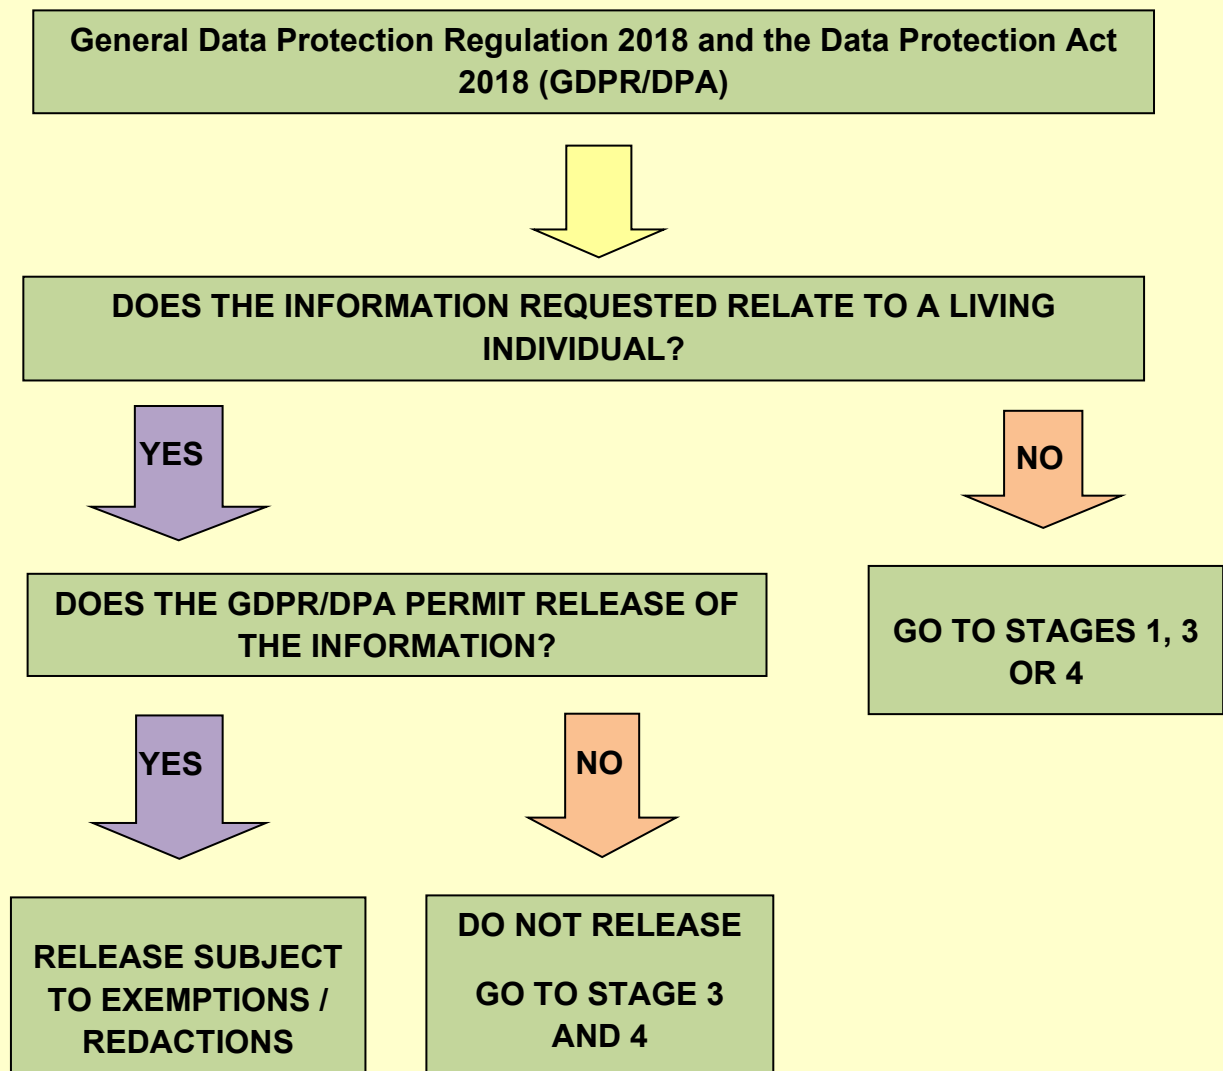 General Data Protection Regulation 2018 and the Data Protection Act
2018 (GDPR/DPA)
DOES THE INFORMATION REQUESTED RELATE TO A LIVING
INDIVIDUAL?
YES
NO
DOES THE GDPR/DPA PERMIT RELEASE OF
THE INFORMATION?
GO TO STAGES 1, 3
OR 4
YES
NO
RELEASE SUBJECT
TO EXEMPTIONS /
REDACTIONS
DO NOT RELEASE
GO TO STAGE 3
AND 4